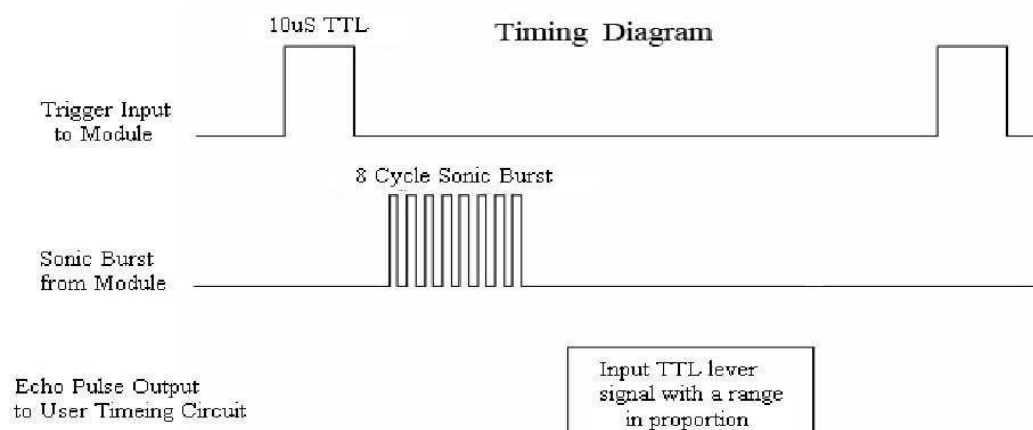 10uS TTL
Timing Diagram
Trigger Input
to Module
8 Cycle Sonic Burst
Sonic Burst
from Module
Echo Pulse Output
to User Timeing Circuit
Input TTL lever
signal with a range
in proportion